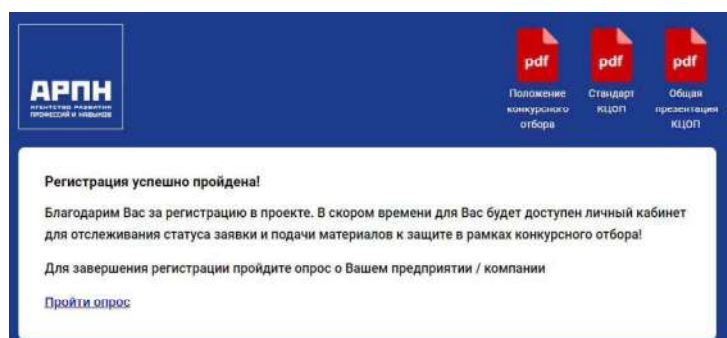 АРПН
АГЕНТСТВО РАЗВИТИЯ
ПРОФЕССИЙ И НАВЫКОВ
pdf
Положение
конкурсного
отбора
pdf
Стандарт
КЦОП
pdf
Общая
презентация
КЦОП
Регистрация успешно пройдена!
Благодарим Вас за регистрацию в проекте. В скором времени для Вас будет доступен личный кабинет
для отслеживания статуса заявки и подачи материалов к защите в рамках конкурсного отбора!
Для завершения регистрации пройдите опрос о Вашем предприятии / компании
Пройти опрос